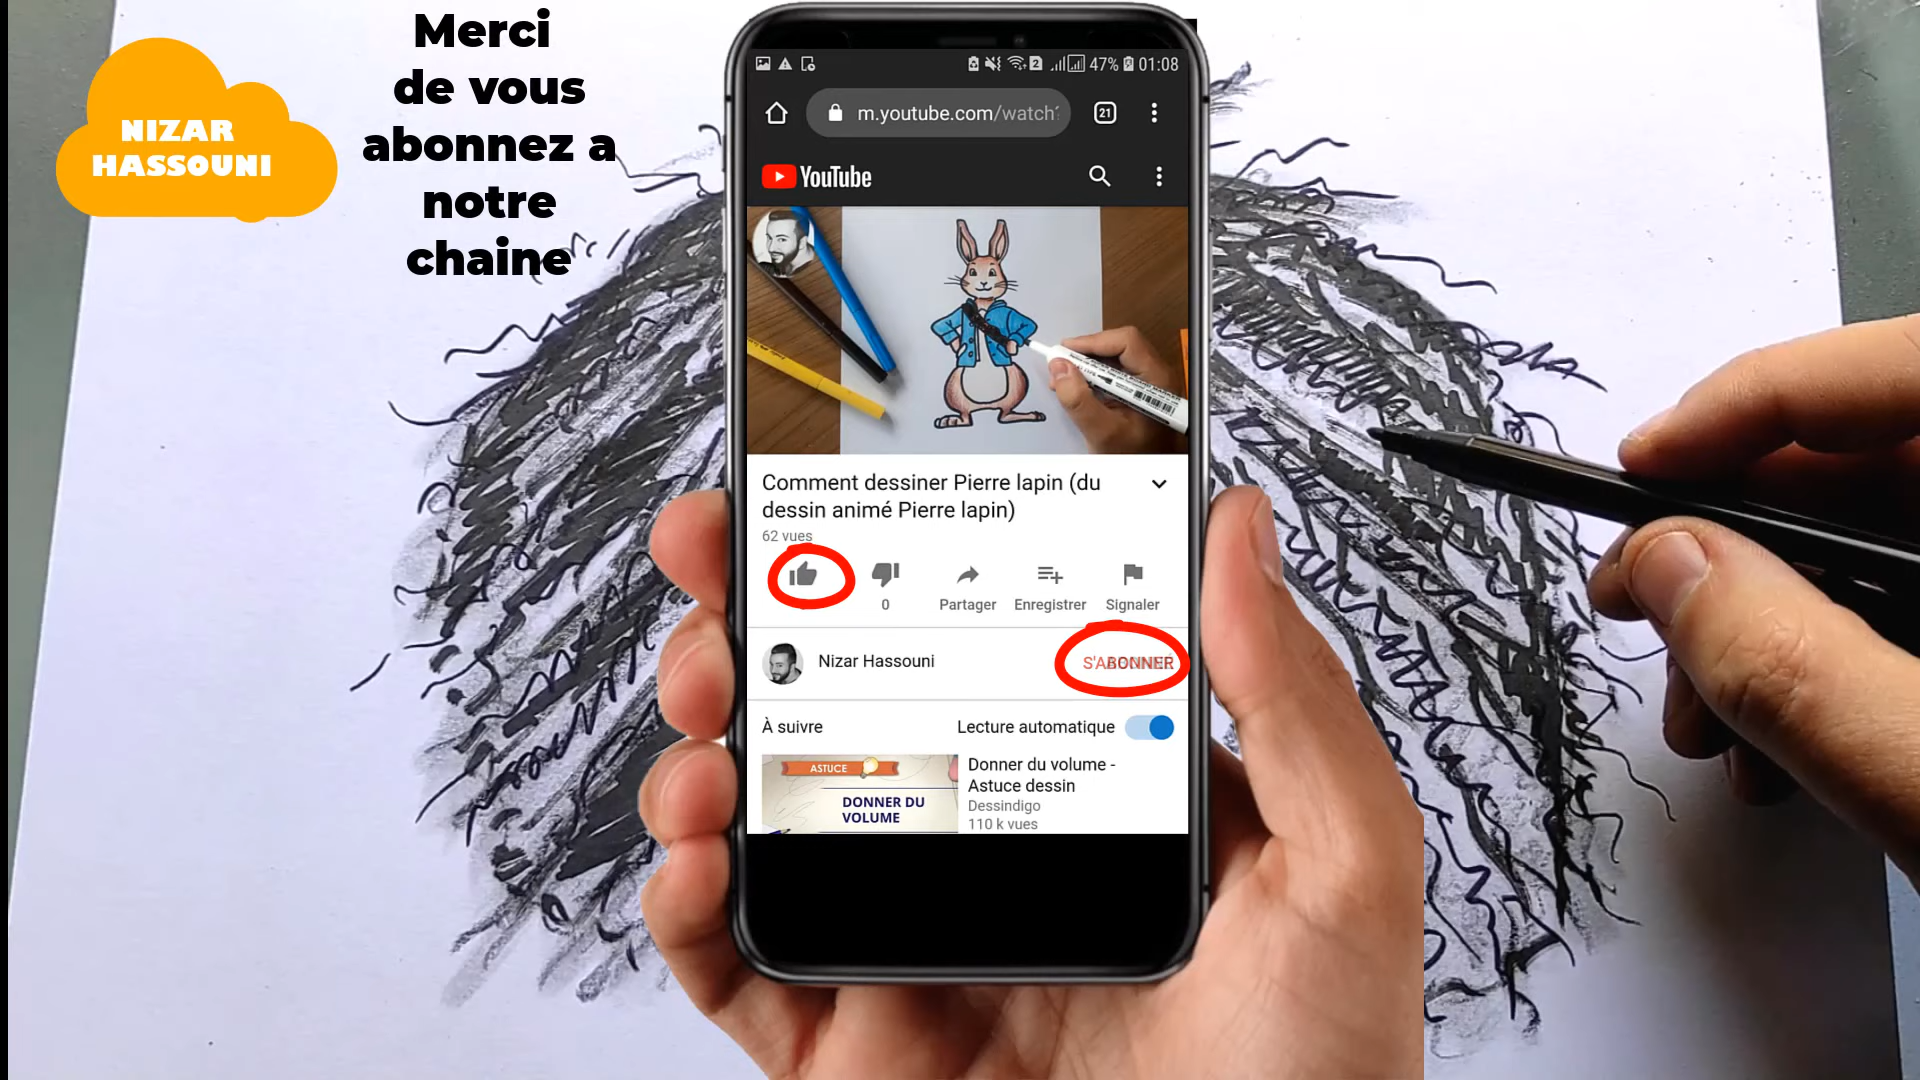 NIZAR
HASSOUNI
Merci
de vous
abonnez a
notre
chaine
2
47%
01:08
m.youtube.com/watch
21
YouTube
Comment dessiner Pierre lapin (du
dessin animé Pierre lapin)
62 vues
0
Partager
Enregistrer
Signaler
Nizar Hassouni
S'ABONNER
À suivre
Lecture automatique
ASTUCE
DONNER DU
VOLUME
Donner du volume -
Astuce dessin
Dessindigo
110 k vues